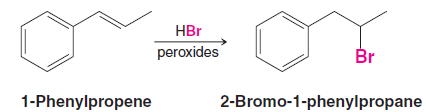 HBr
peroxides
Br
1-Phenylpropene
2-Bromo-1-phenylpropane